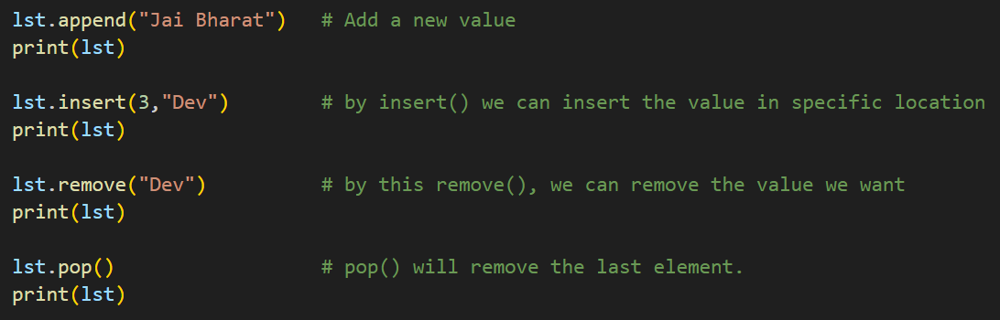 lst.append("Jai Bharat")   # Add a new value
print(lst)
lst.insert(3,"Dev")        # by insert() we can insert the value in specific location
print(lst)
lst.remove("Dev")          # by this remove(), we can remove the value we want
print(lst)
lst.pop()                  # pop() will remove the last element.
print(lst)